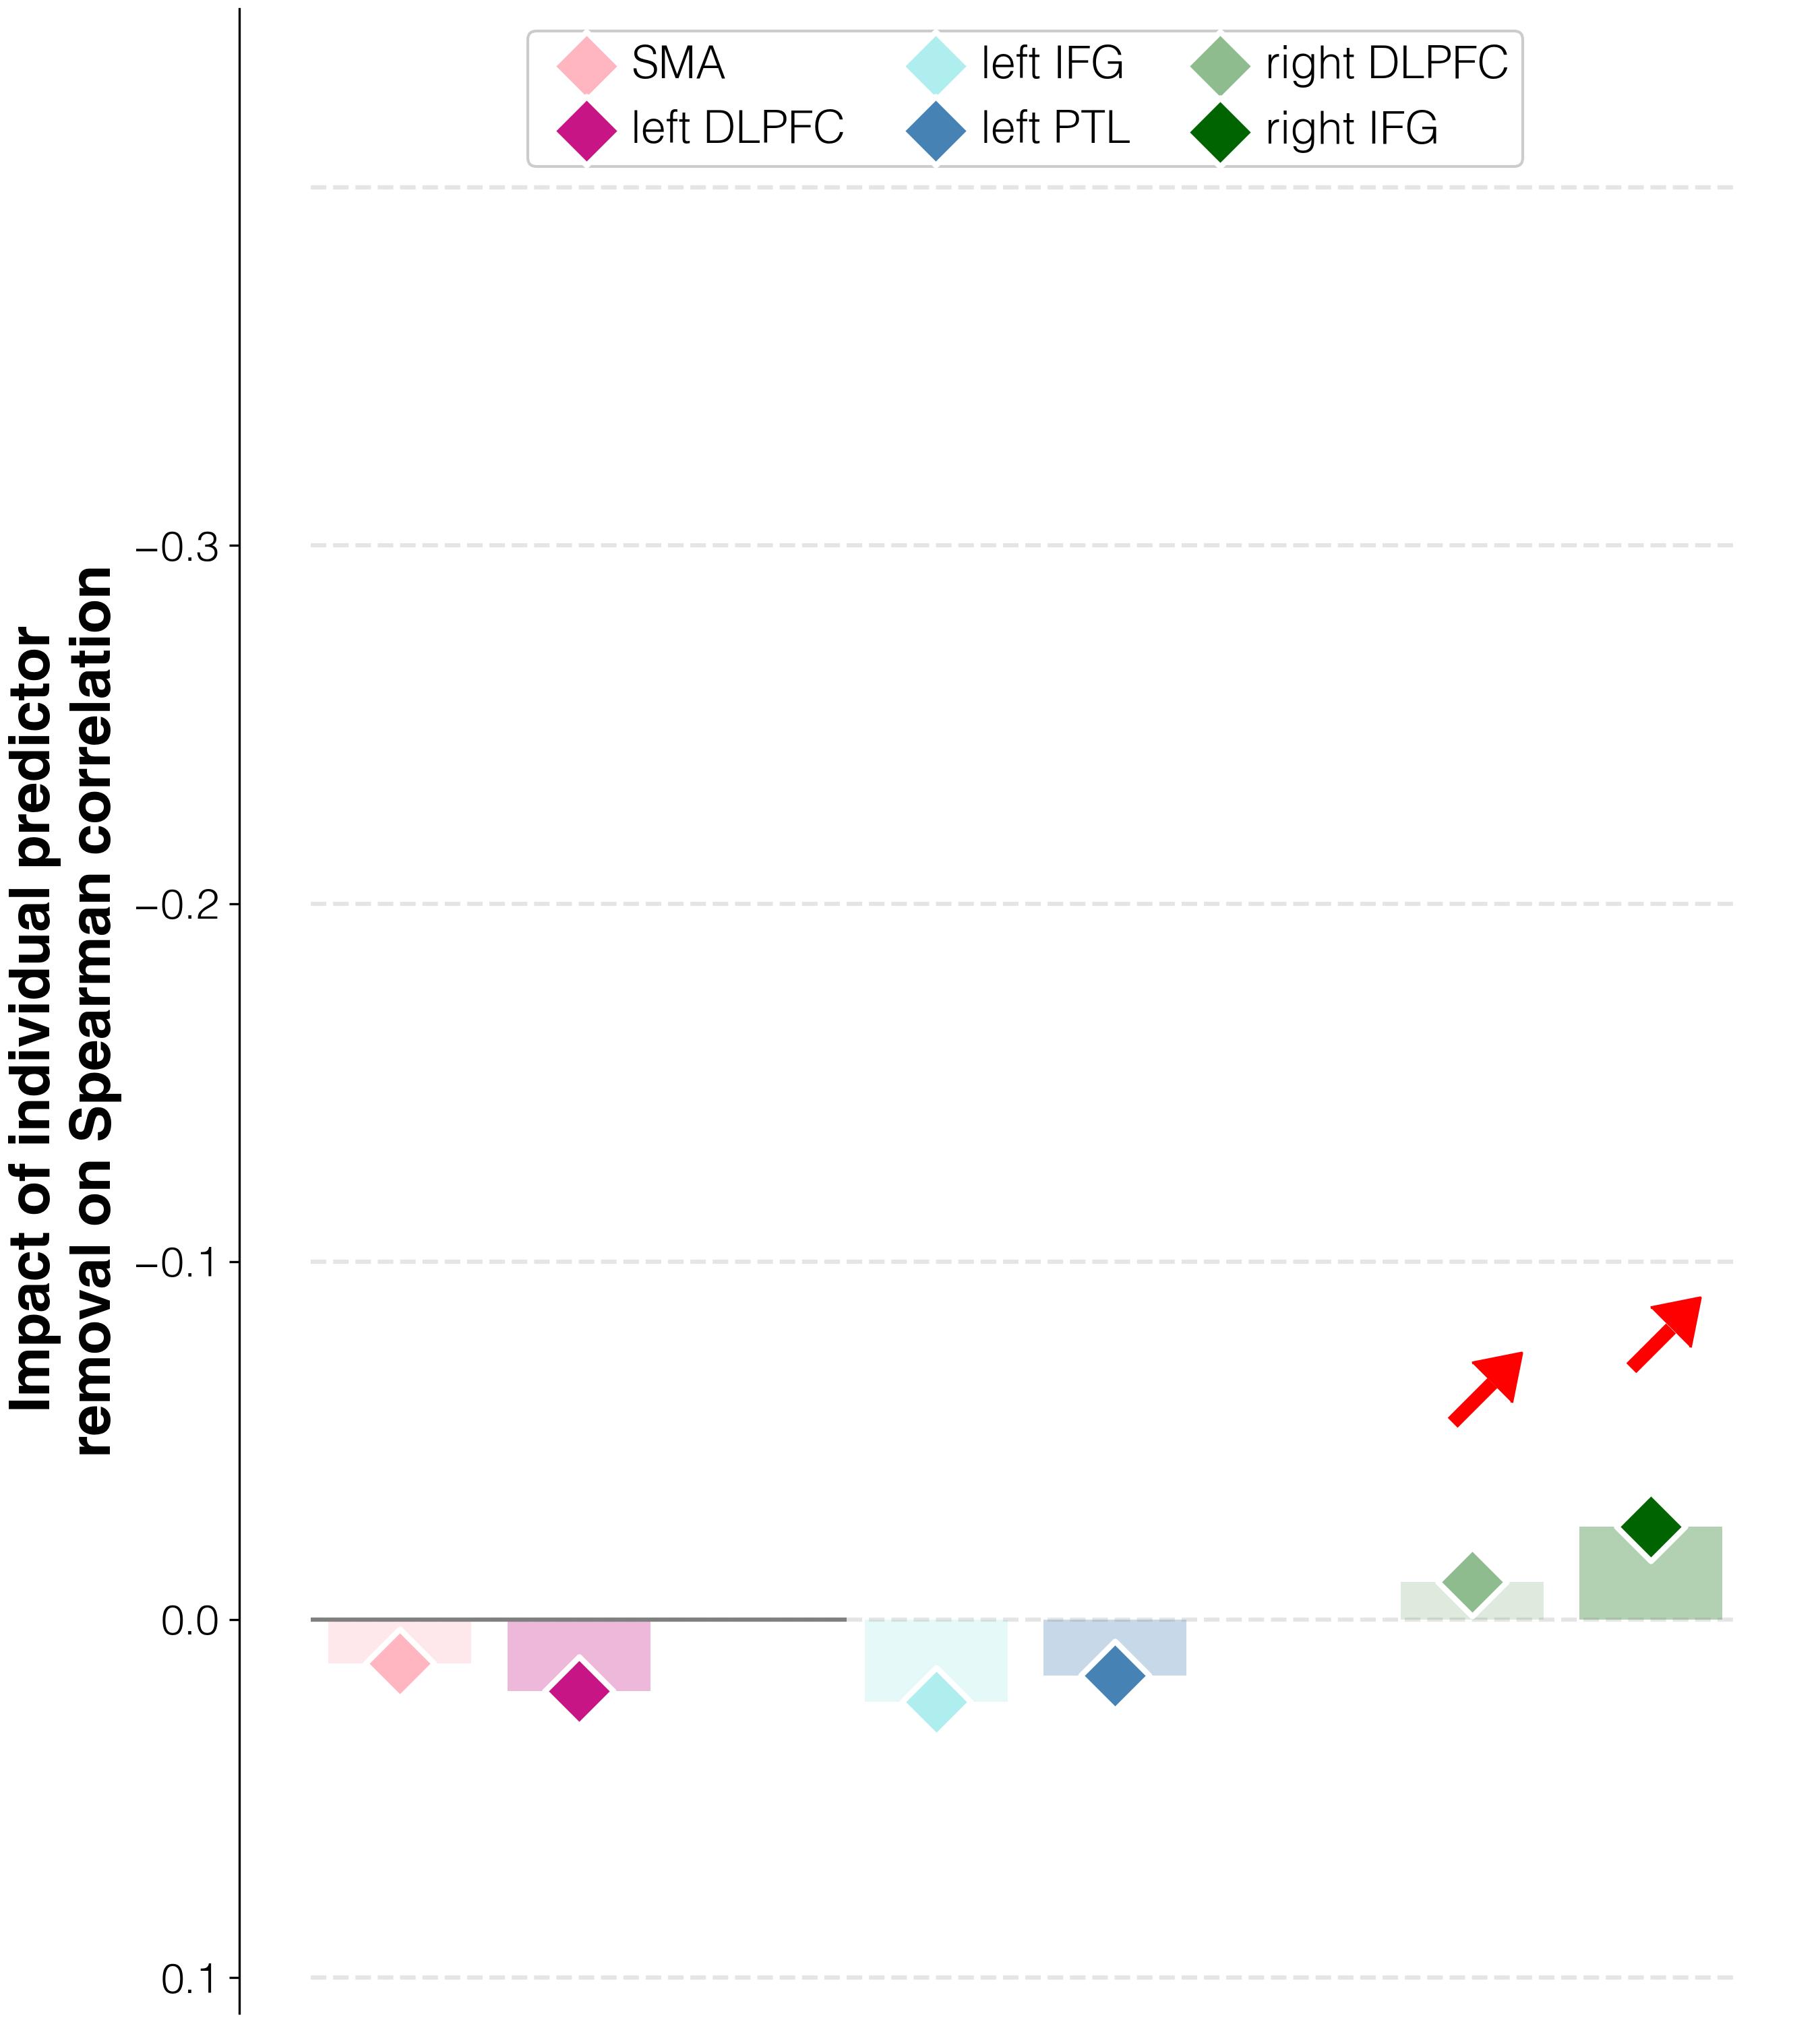 SMA
left DLPFC
left IFG
left PTL
right DLPFC
right IFG
Impact of individual predictor
removal on Spearman correlation
−0.3
−0.2
−0.1
0.0
0.1